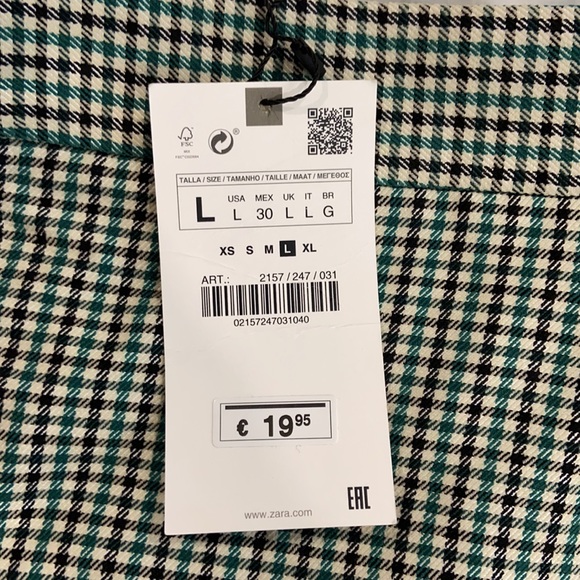 FSC
TALLA / SIZE / TAMANHO / TAILLE / MAAT / ΜΕΓΕΘΟΣ
L USA MEX UK IT BR
L 30 L L G
XS S M L XL
ART.: 2157 / 247 / 031
02157247031040
€ 19 95
www.zara.com
EAC